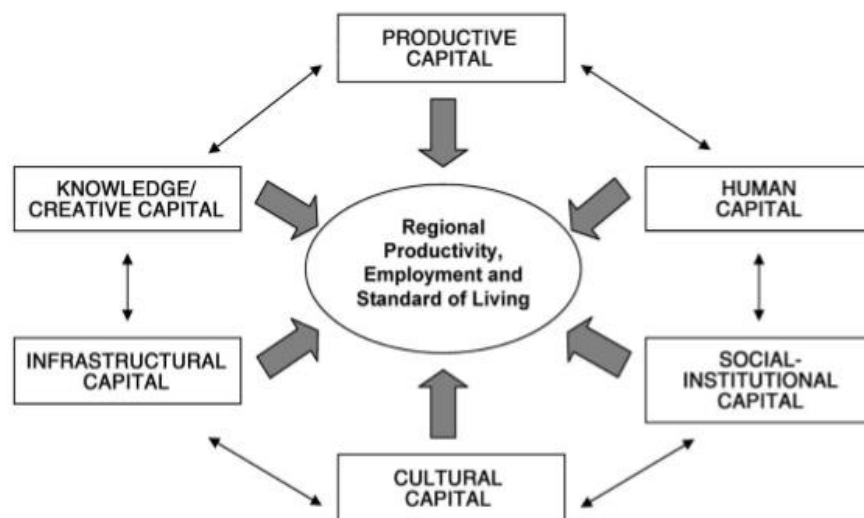 PRODUCTIVE
CAPITAL
KNOWLEDGE/
CREATIVE CAPITAL
HUMAN
CAPITAL
Regional
Productivity,
Employment and
Standard of Living
INFRASTRUCTURAL
CAPITAL
SOCIAL-
INSTITUTIONAL
CAPITAL
CULTURAL
CAPITAL